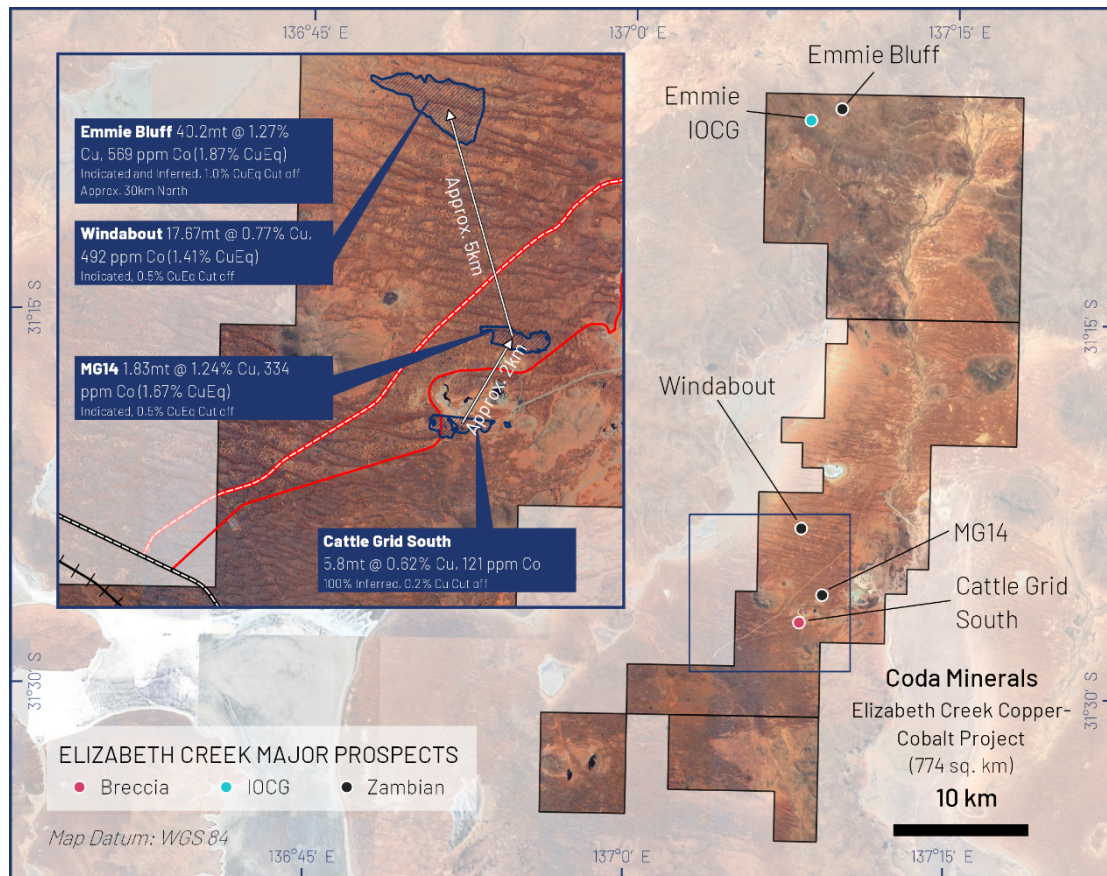 136°45' E
137°0' E
137°15' E
Emmie Bluff
Emmie
IOCG
Emmie Bluff 40.2mt @ 1.27%
Cu, 569 ppm Co (1.87% CuEq)
Indicated and Inferred, 1.0% CuEq Cut off
Approx. 30km North
Windabout 17.67mt @ 0.77% Cu,
492 ppm Co (1.41% CuEq)
Indicated, 0.5% CuEq Cut off
MG14 1.83mt @ 1.24% Cu, 334
ppm Co (1.67% CuEq)
Indicated, 0.5% CuEq Cut off
Cattle Grid South
5.8mt @ 0.62% Cu, 121 ppm Co
100% Inferred, 0.2% Cu Cut off
Approx. 5km
Approx. 2km
31°15' S
31°15' S
Windabout
MG14
Cattle Grid
South
31°30' S
31°30' S
Coda Minerals
Elizabeth Creek Copper-
Cobalt Project
(774 sq. km)
10 km
ELIZABETH CREEK MAJOR PROSPECTS
Breccia IOCG Zambian
Map Datum: WGS 84
136°45' E
137°0' E
137°15' E